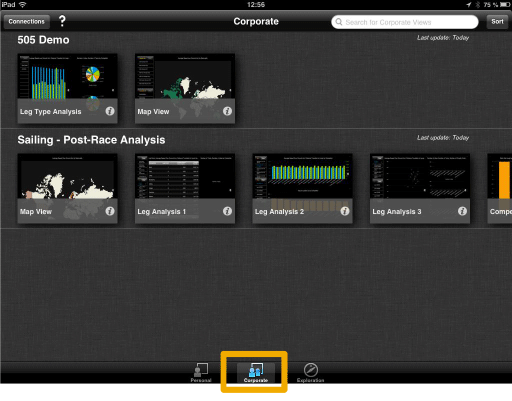 iPad 12:56 75 %
Connections ? Corporate Search for Corporate Views Sort
505 Demo Last update: Today
Leg Type Analysis i Map View i
Sailing - Post-Race Analysis Last update: Today
Map View i Leg Analysis 1 i Leg Analysis 2 i Leg Analysis 3 i Compe
Personal Corporate Exploration